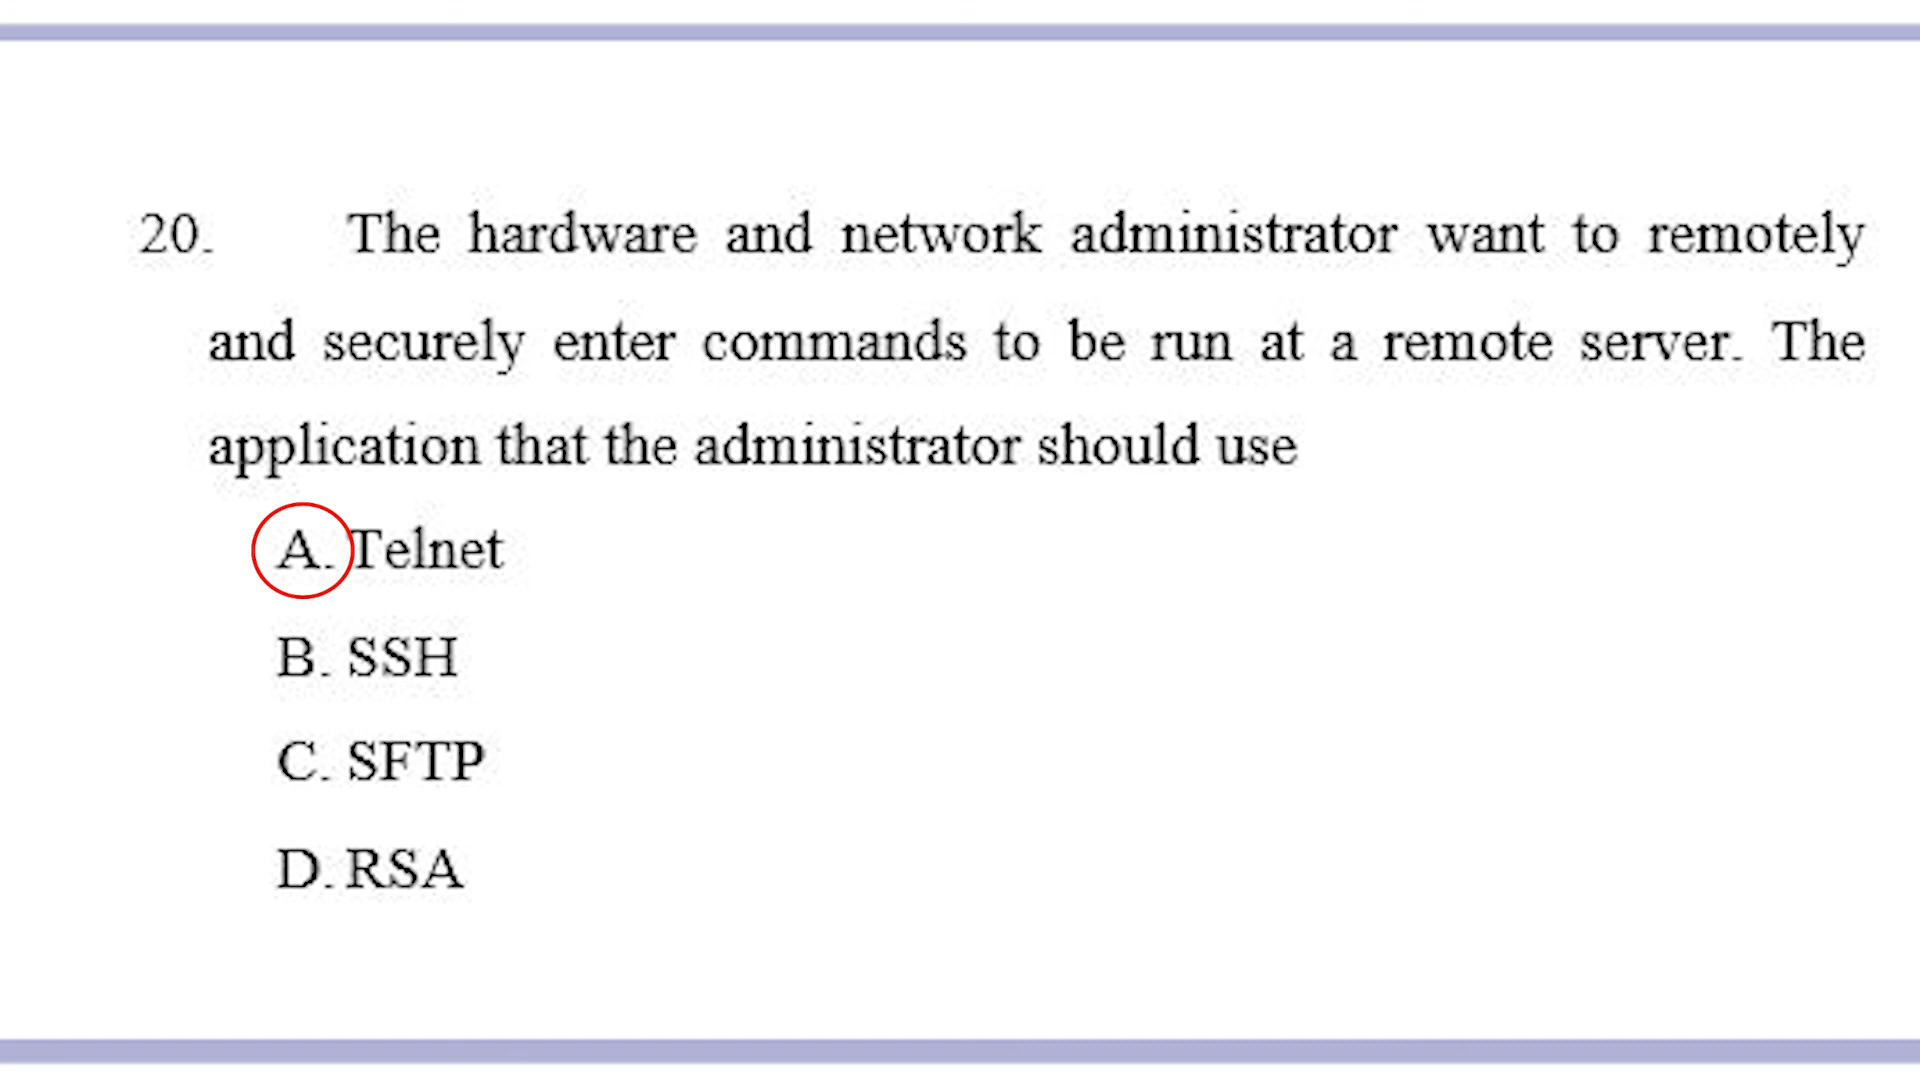 20. The hardware and network administrator want to remotely
and securely enter commands to be run at a remote server. The
application that the administrator should use
A. Telnet
B. SSH
C. SFTP
D. RSA